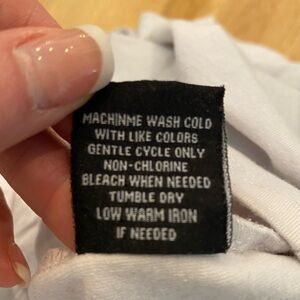 MACHINME WASH COLD
WITH LIKE COLORS
GENTLE CYCLE ONLY
NON-CHLORINE
BLEACH WHEN NEEDED
TUMBLE DRY
LOW WARM IRON
IF NEEDED